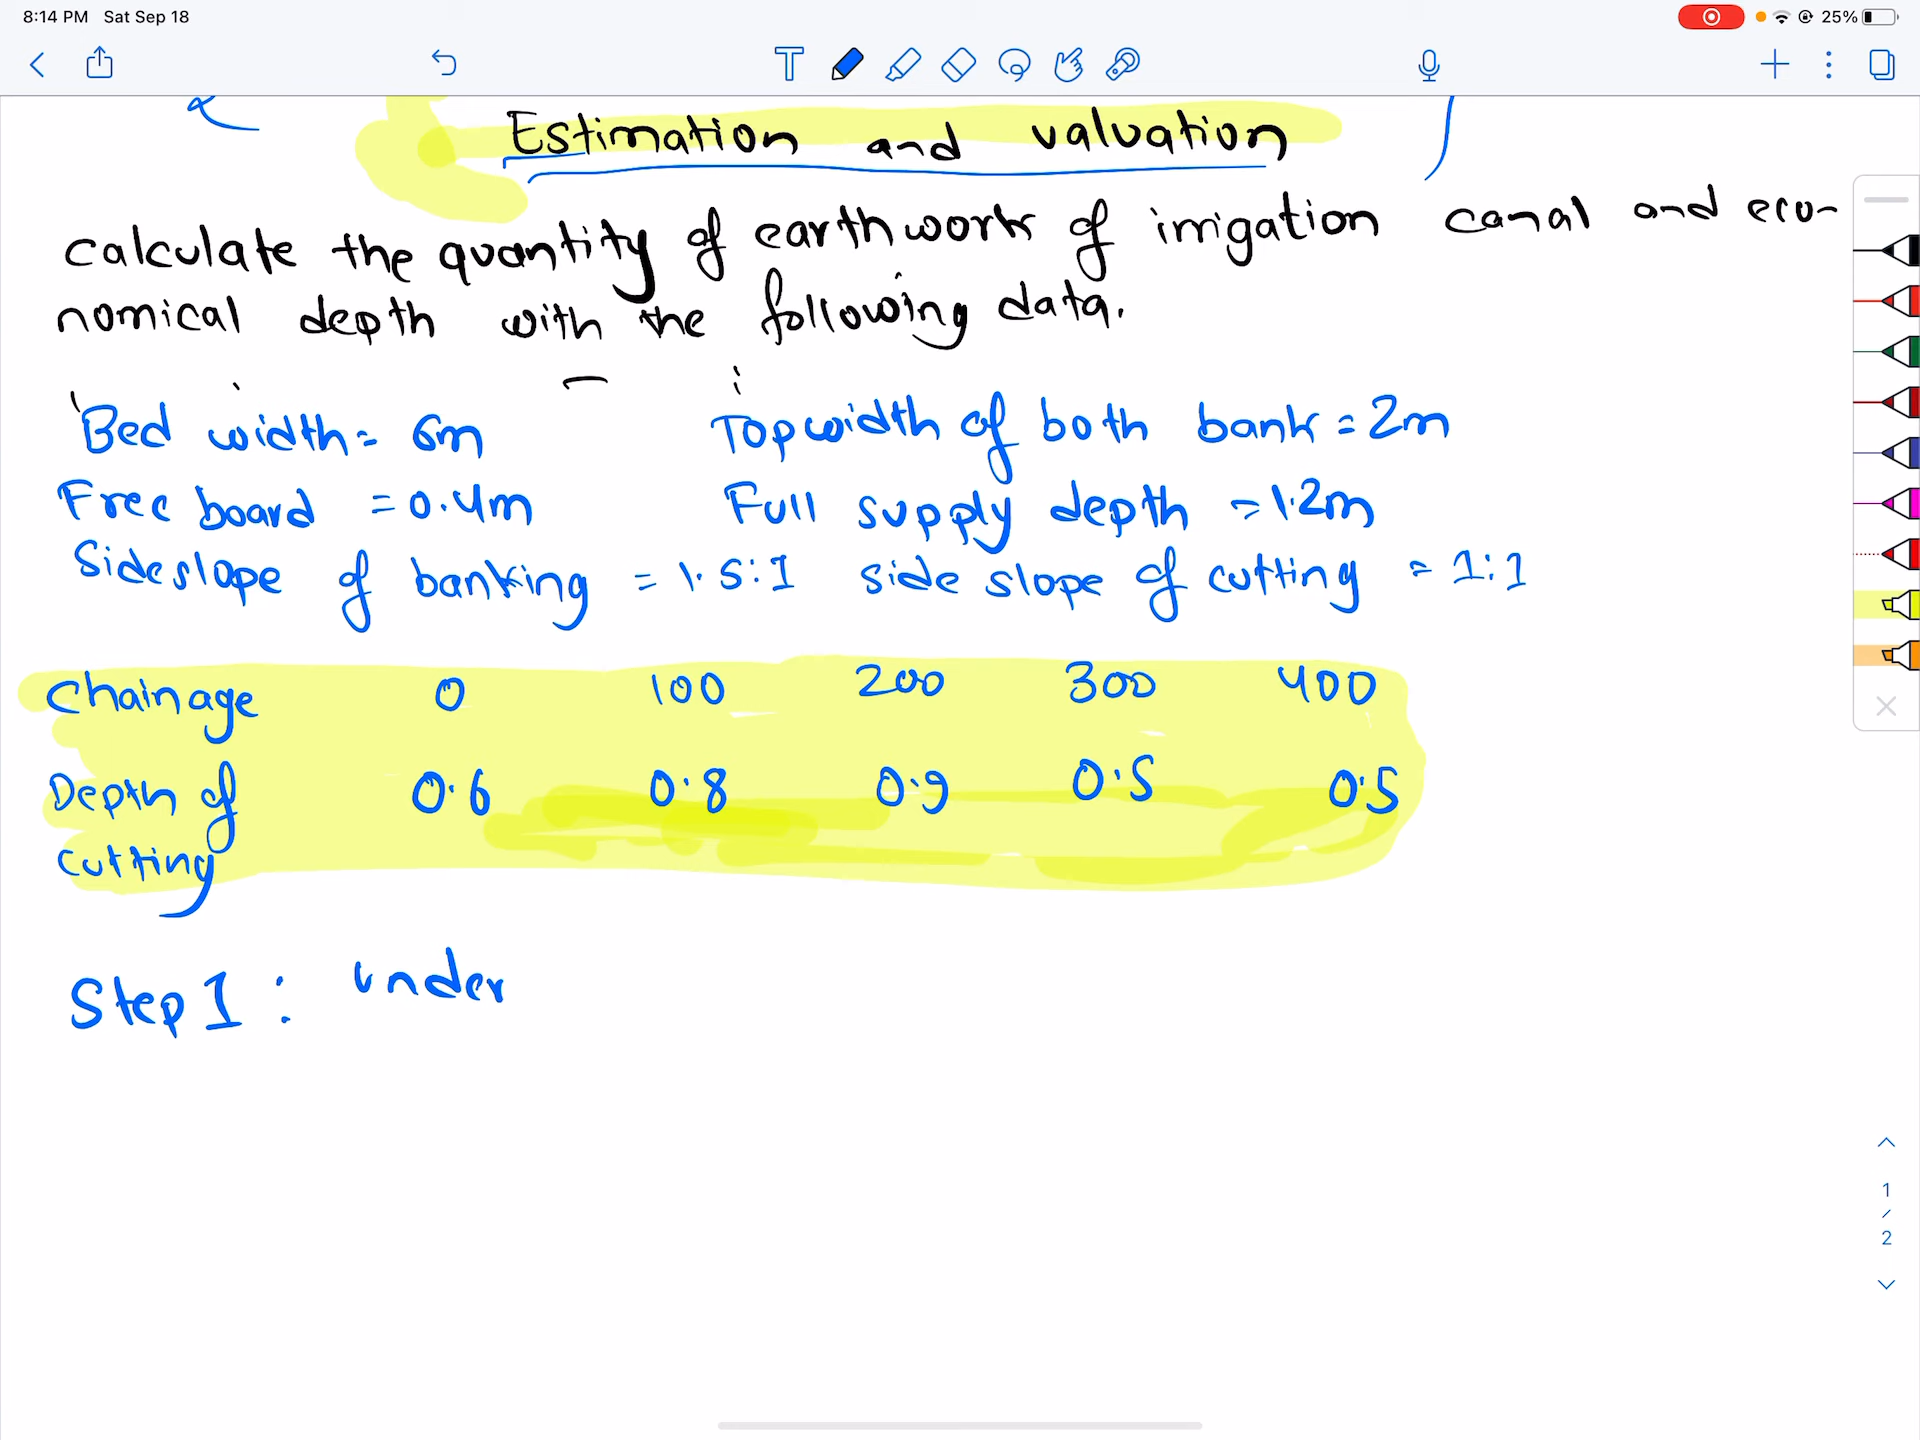 8:14 PM Sat Sep 18
25%
Estimation and valuation
calculate the quantity of earthwork of irrigation canal and eco-
nomical depth with the following data.
Bed width = 6m Top width of both bank = 2m
Free board = 0.4m Full supply depth = 1.2m
Side slope of banking = 1.5:1 side slope of cutting = 1:1
Chainage 0 100 200 300 400
Depth of 0.6 0.8 0.9 0.5 0.5
cutting
Step 1 : under
1
/
2